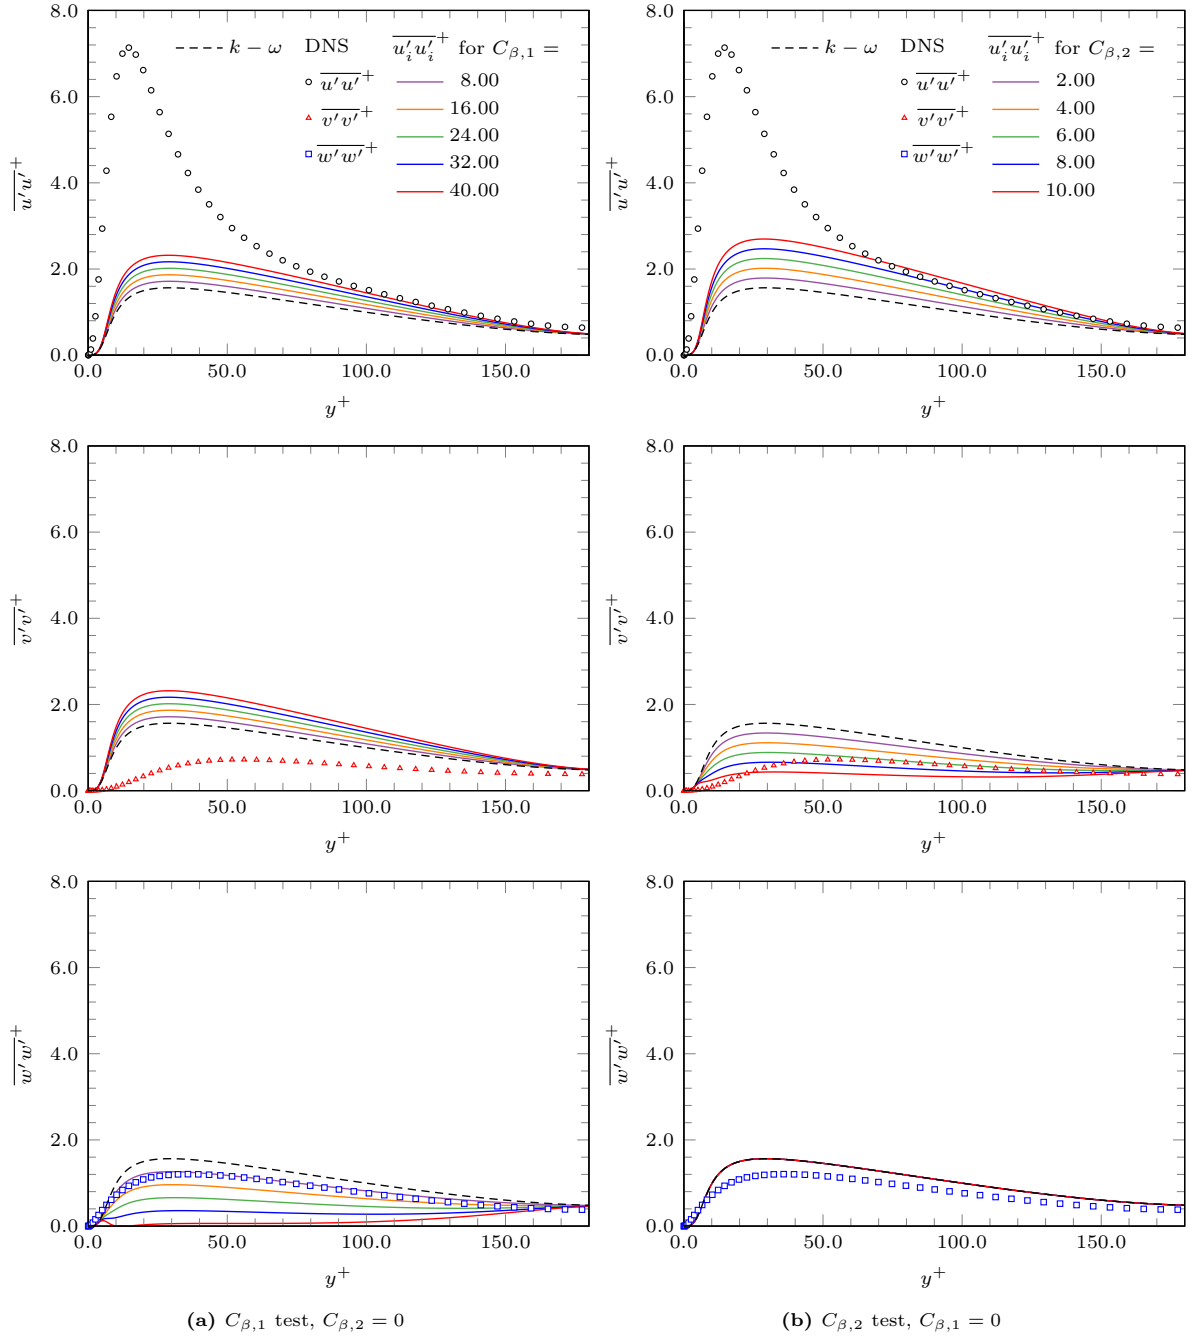 8.0
6.0
4.0
2.0
0.0
0.0 50.0 100.0 150.0
u′u′+
y+
k − ω DNS u′iu′i+ for Cβ,1 =
u′u′+ 8.00
v′v′+ 16.00
w′w′+ 24.00
32.00
40.00
8.0
6.0
4.0
2.0
0.0
0.0 50.0 100.0 150.0
u′u′+
y+
k − ω DNS u′iu′i+ for Cβ,2 =
u′u′+ 2.00
v′v′+ 4.00
w′w′+ 6.00
8.00
10.00
8.0
6.0
4.0
2.0
0.0
0.0 50.0 100.0 150.0
v′v′+
y+
8.0
6.0
4.0
2.0
0.0
0.0 50.0 100.0 150.0
v′v′+
y+
8.0
6.0
4.0
2.0
0.0
0.0 50.0 100.0 150.0
w′w′+
y+
8.0
6.0
4.0
2.0
0.0
0.0 50.0 100.0 150.0
w′w′+
y+
(a) Cβ,1 test, Cβ,2 = 0
(b) Cβ,2 test, Cβ,1 = 0